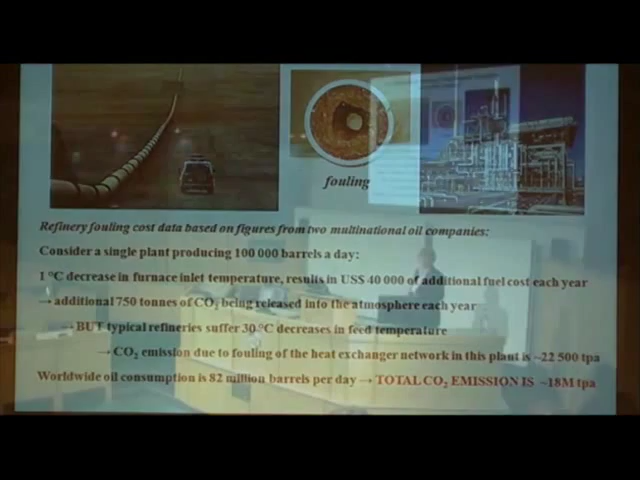 fouling
Refinery fouling cost data based on figures from two multinational oil companies:
Consider a single plant producing 100 000 barrels a day:
1 °C decrease in furnace inlet temperature, results in US$ 40 000 of additional fuel cost each year
→ additional 750 tonnes of CO₂ being released into the atmosphere each year
→ BUT typical refineries suffer 30 °C decreases in feed temperature
→ CO₂ emission due to fouling of the heat exchanger network in this plant is ~22 500 tpa
Worldwide oil consumption is 82 million barrels per day → TOTAL CO₂ EMISSION IS ~18M tpa